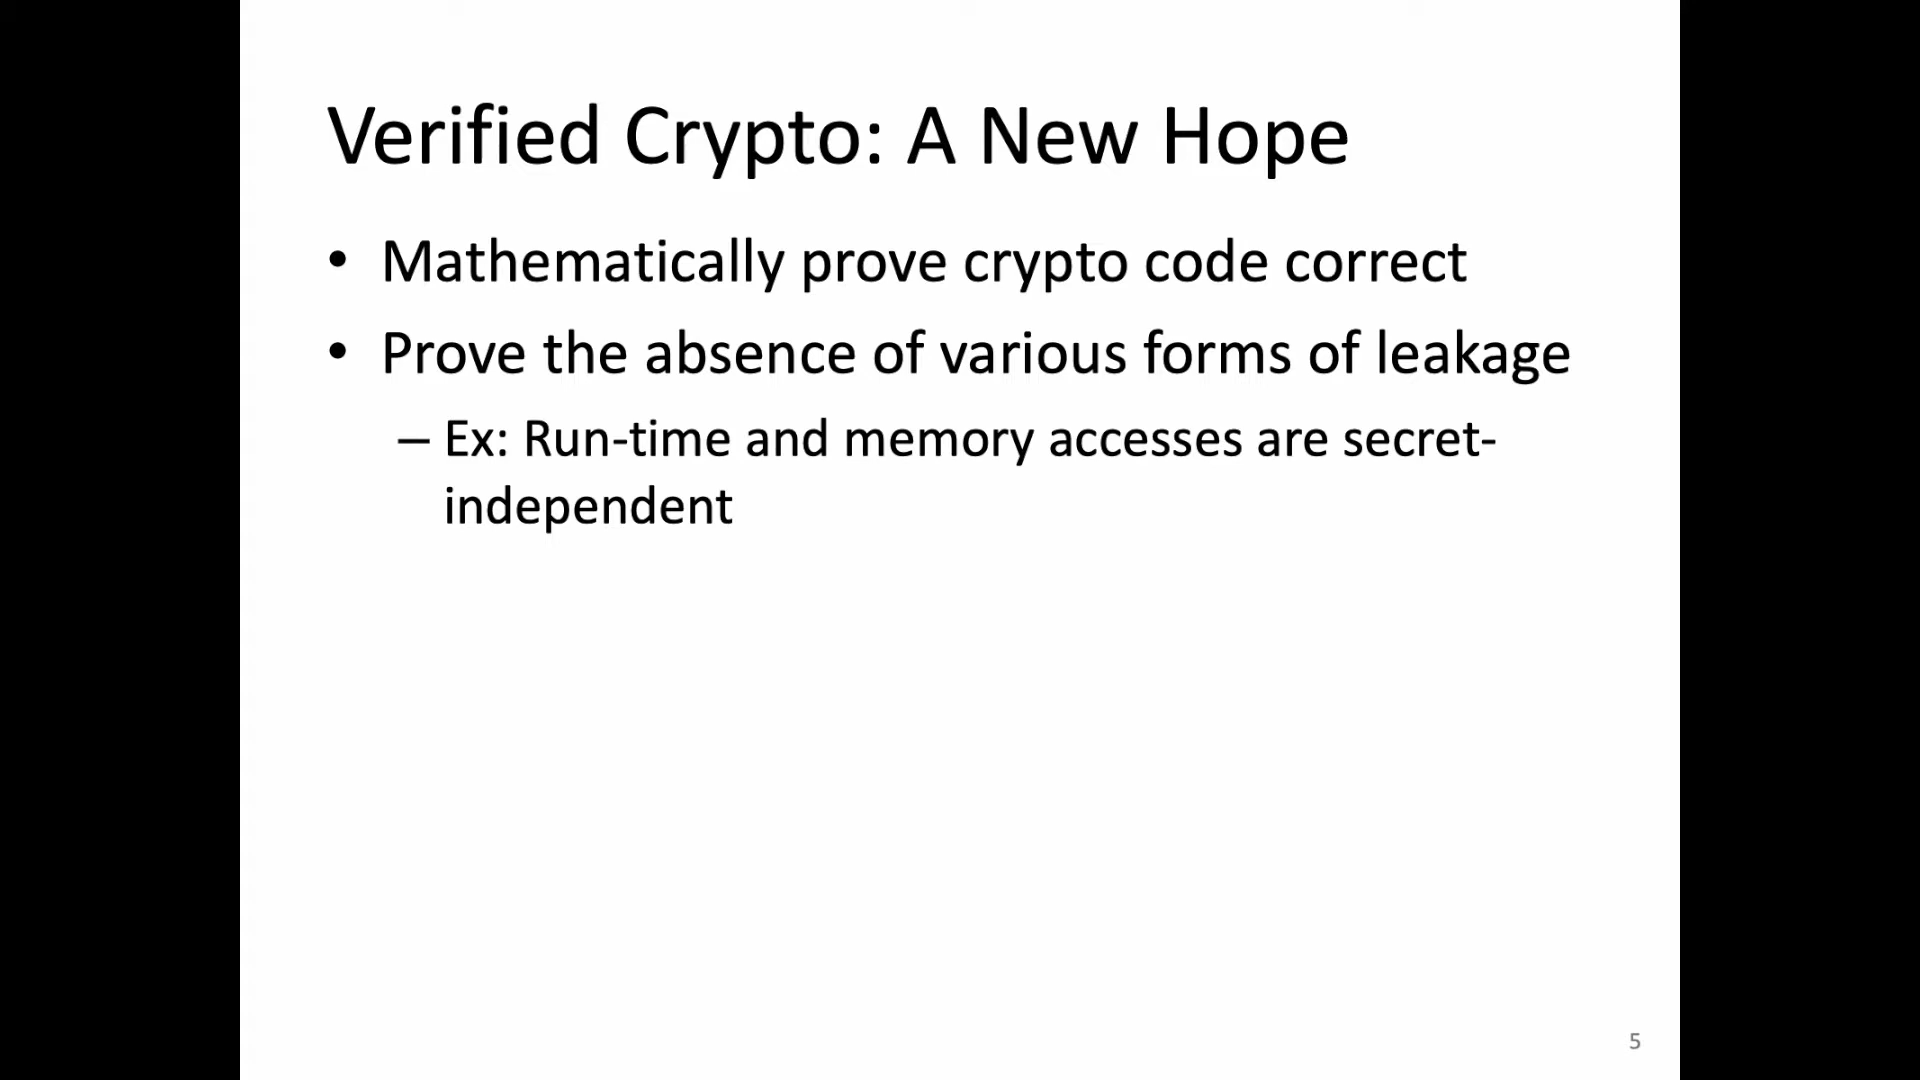 Verified Crypto: A New Hope
• Mathematically prove crypto code correct
• Prove the absence of various forms of leakage
– Ex: Run-time and memory accesses are secret-
independent
5